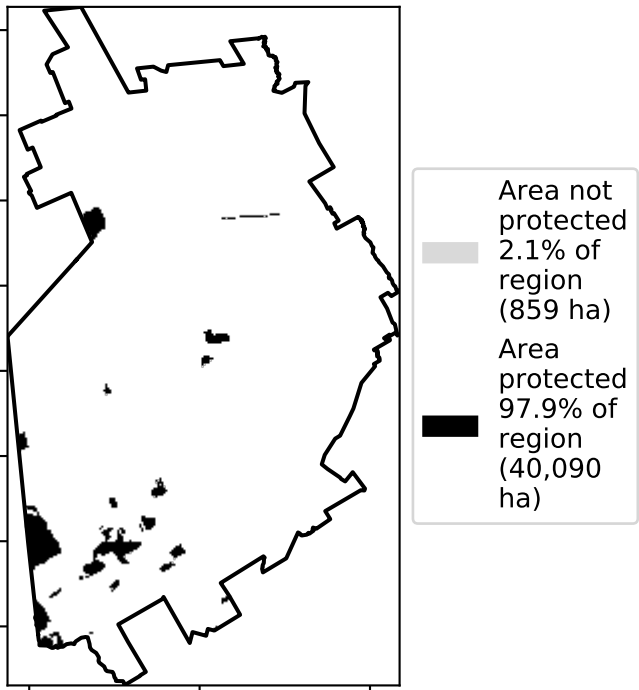 Area not
protected
2.1% of
region
(859 ha)
Area
protected
97.9% of
region
(40,090
ha)